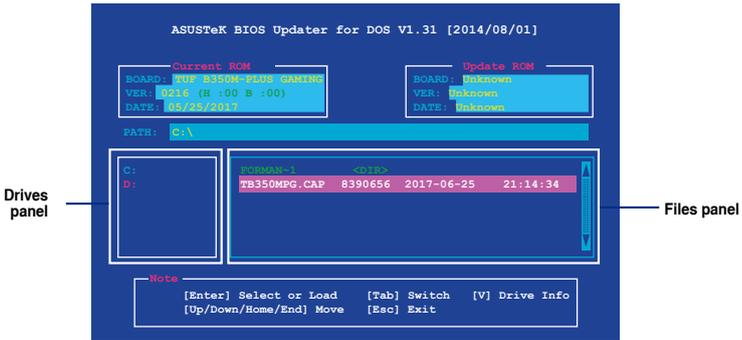 ASUSTeK BIOS Updater for DOS V1.31 [2014/08/01]
Current ROM
BOARD: TUF B350M-PLUS GAMING
VER: 0216 (H :00 B :00)
DATE: 05/25/2017
Update ROM
BOARD: Unknown
VER: Unknown
DATE: Unknown
PATH: C:\
Drives panel
C:
D:
FORMAN~1 <DIR>
TB350MPG.CAP 8390656 2017-06-25 21:14:34
Files panel
Note
[Enter] Select or Load [Tab] Switch [V] Drive Info
[Up/Down/Home/End] Move [Esc] Exit